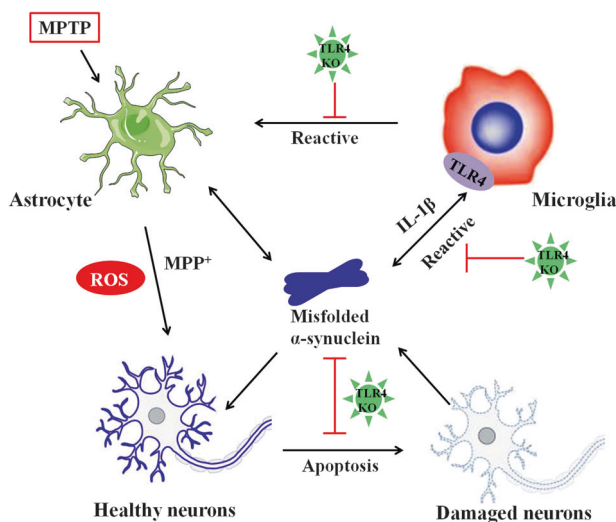 MPTP
TLR4
KO
Reactive
TLR4
Astrocyte
Microglia
IL-1β
Reactive
TLR4
KO
ROS
MPP⁺
Misfolded
α-synuclein
TLR4
KO
Apoptosis
Healthy neurons
Damaged neurons